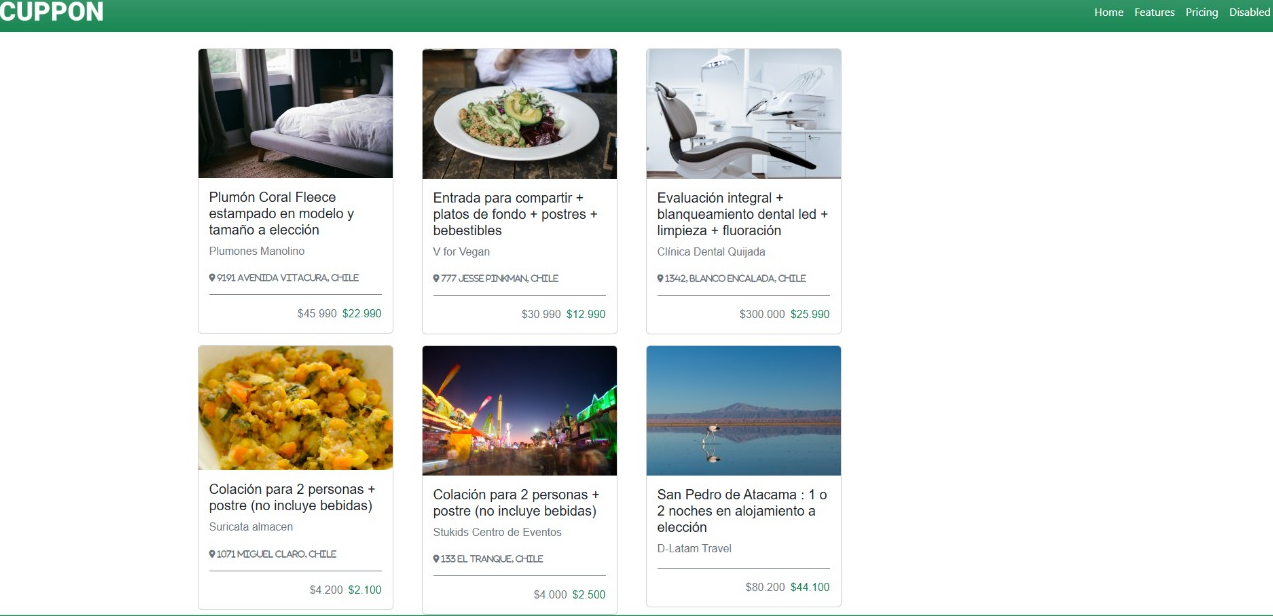 CUPPON
Home Features Pricing Disabled
Plumón Coral Fleece
estampado en modelo y
tamaño a elección
Plumones Manolino
9191 AVENIDA VITACURA, CHILE
$45.990 $22.990
Entrada para compartir +
platos de fondo + postres +
bebestibles
V for Vegan
777 JESSE PINKMAN, CHILE
$30.990 $12.990
Evaluación integral +
blanqueamiento dental led +
limpieza + fluoración
Clínica Dental Quijada
1342, BLANCO ENCALADA, CHILE
$300.000 $25.990
Colación para 2 personas +
postre (no incluye bebidas)
Suricata almacen
1071 MIGUEL CLARO, CHILE
$4.200 $2.100
Colación para 2 personas +
postre (no incluye bebidas)
Stukids Centro de Eventos
133 EL TRANQUE, CHILE
$4.000 $2.500
San Pedro de Atacama : 1 o
2 noches en alojamiento a
elección
D-Latam Travel
$80.200 $44.100